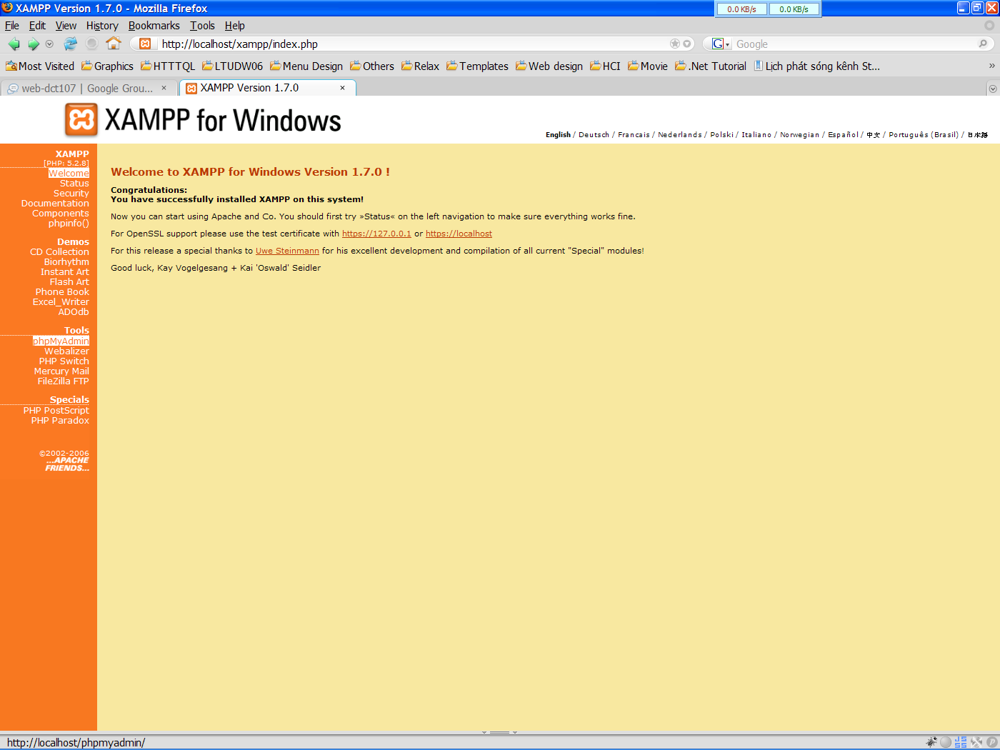 XAMPP Version 1.7.0 - Mozilla Firefox
0.0 KB/s 0.0 KB/s
File Edit View History Bookmarks Tools Help
http://localhost/xampp/index.php
G Google
Most Visited Graphics HTTTQL LTUDW06 Menu Design Others Relax Templates Web design HCI Movie .Net Tutorial Lịch phát sóng kênh St... »
web-dct107 | Google Grou... × XAMPP Version 1.7.0 ×
XAMPP for Windows
English / Deutsch / Francais / Nederlands / Polski / Italiano / Norwegian / Español / 中文 / Português (Brasil) / 日本語
XAMPP
[PHP: 5.2.8]
Welcome
Status
Security
Documentation
Components
phpinfo()
Demos
CD Collection
Biorhythm
Instant Art
Flash Art
Phone Book
Excel_Writer
ADOdb
Tools
phpMyAdmin
Webalizer
PHP Switch
Mercury Mail
FileZilla FTP
Specials
PHP PostScript
PHP Paradox
©2002-2006
...APACHE
FRIENDS...
Welcome to XAMPP for Windows Version 1.7.0 !
Congratulations:
You have successfully installed XAMPP on this system!
Now you can start using Apache and Co. You should first try »Status« on the left navigation to make sure everything works fine.
For OpenSSL support please use the test certificate with https://127.0.0.1 or https://localhost
For this release a special thanks to Uwe Steinmann for his excellent development and compilation of all current "Special" modules!
Good luck, Kay Vogelgesang + Kai 'Oswald' Seidler
http://localhost/phpmyadmin/